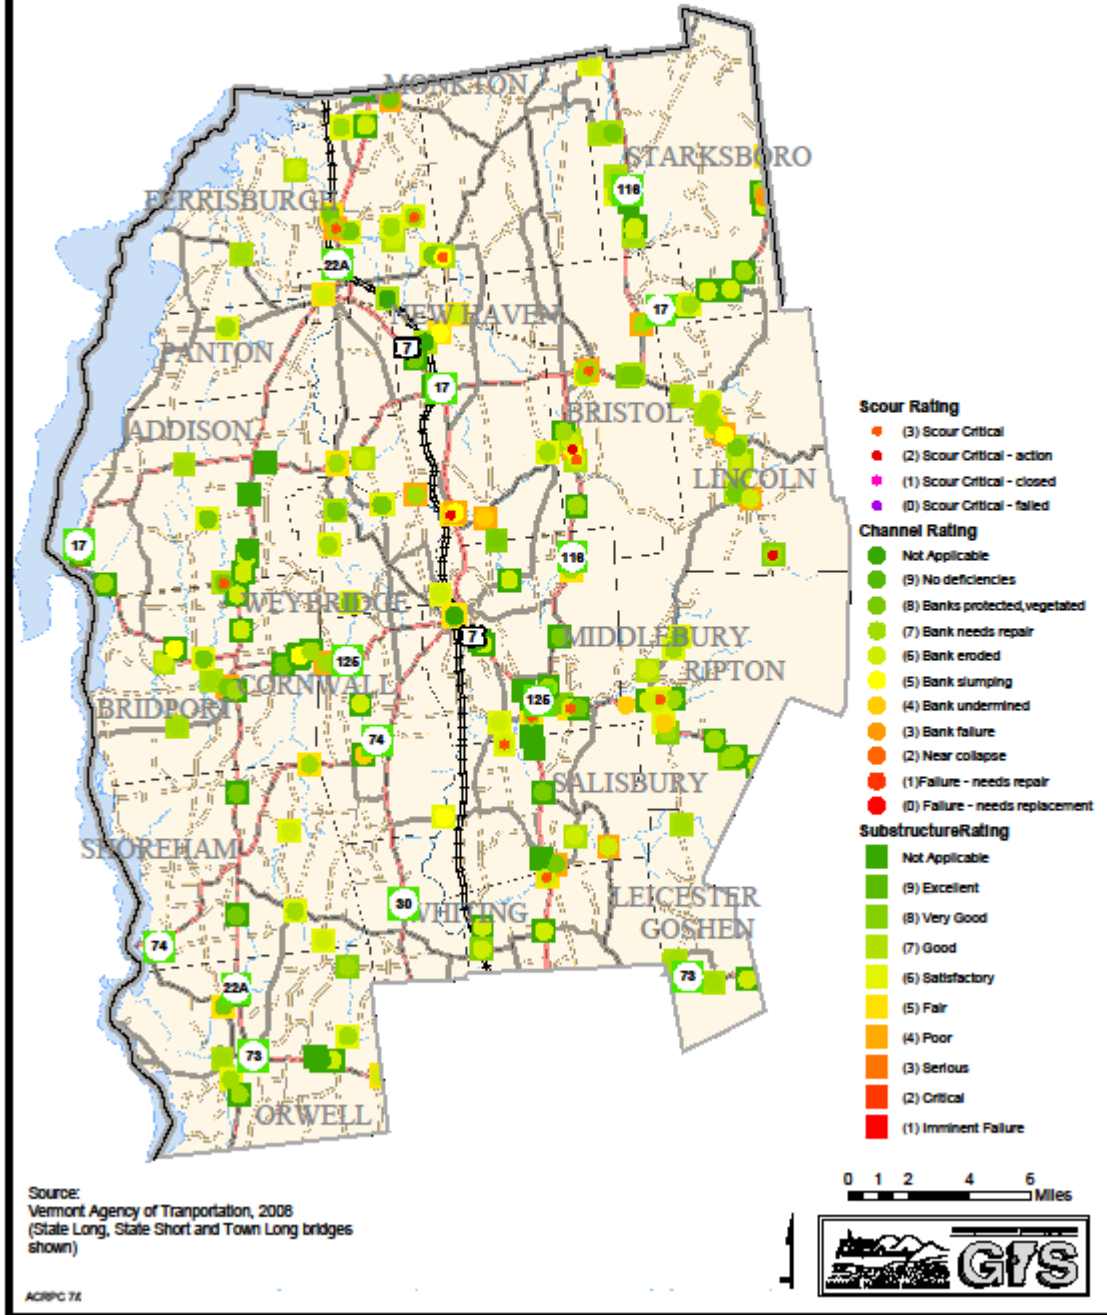 MONKTON
STARKSBORO
116
FERRISBURGH
22A
17
NEW HAVEN
7
PANTON
17
BRISTOL
ADDISON
LINCOLN
17
116
WEYBRIDGE
7
MIDDLEBURY
125
RIPTON
CORNWALL
125
BRIDPORT
74
SALISBURY
SHOREHAM
LEICESTER
30
WHITING
GOSHEN
74
73
22A
73
ORWELL
Scour Rating
(3) Scour Critical
(2) Scour Critical - action
(1) Scour Critical - closed
(0) Scour Critical - failed
Channel Rating
Not Applicable
(9) No deficiencies
(8) Banks protected,vegetated
(7) Bank needs repair
(6) Bank eroded
(5) Bank slumping
(4) Bank undermined
(3) Bank failure
(2) Near collapse
(1)Failure - needs repair
(0) Failure - needs replacement
SubstructureRating
Not Applicable
(9) Excellent
(8) Very Good
(7) Good
(6) Satisfactory
(5) Fair
(4) Poor
(3) Serious
(2) Critical
(1) Imminent Failure
0 1 2 4 6
Miles
Source:
Vermont Agency of Tranportation, 2008
(State Long, State Short and Town Long bridges
shown)
GIS
ACRPC